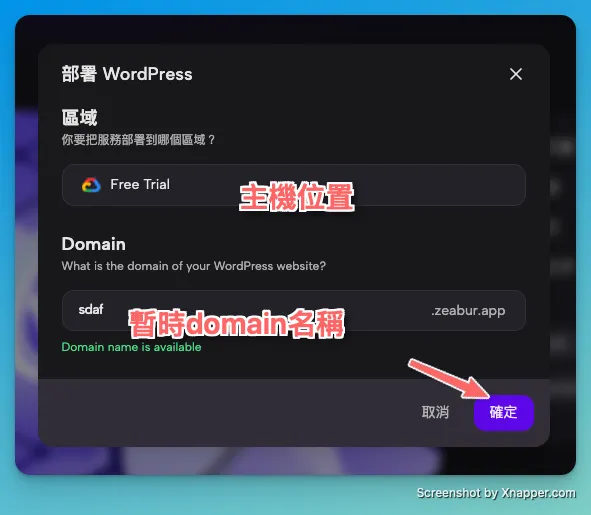 部署 WordPress
區域
你要把服務部署到哪個區域？
Free Trial
主機位置
Domain
What is the domain of your WordPress website?
sdaf
.zeabur.app
暫時domain名稱
Domain name is available
取消
確定
Screenshot by Xnapper.com